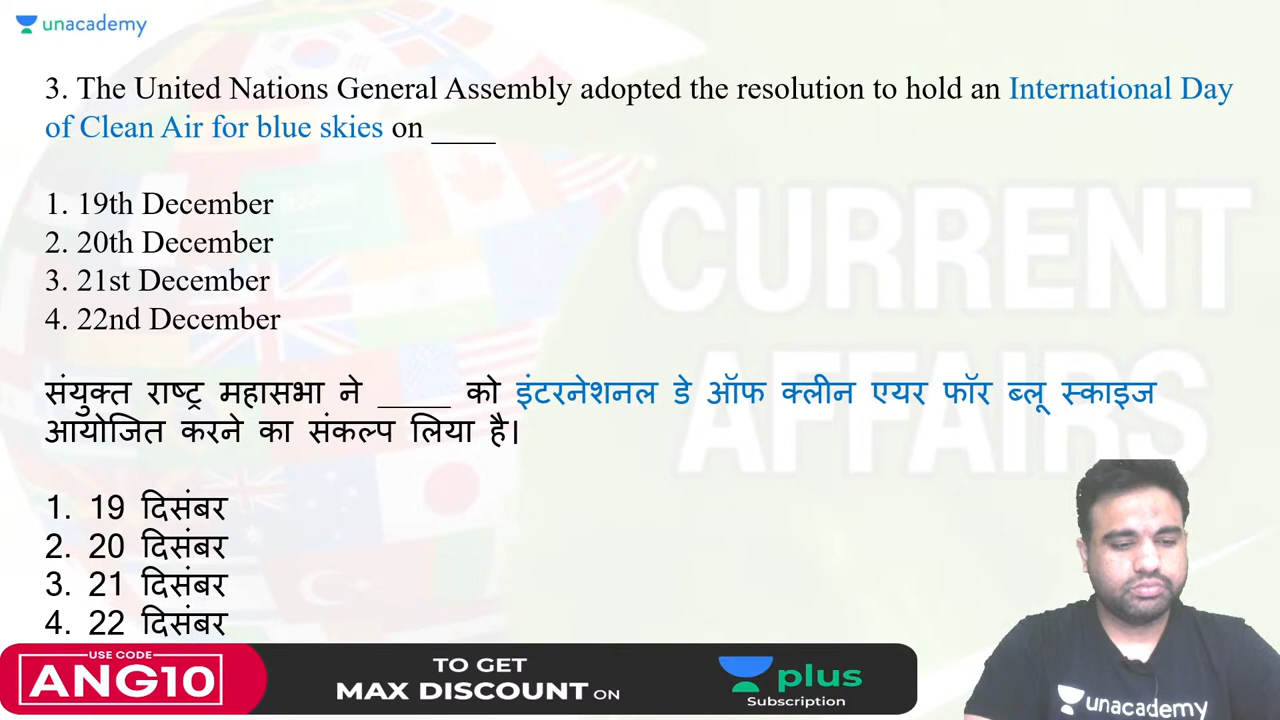 unacademy
3. The United Nations General Assembly adopted the resolution to hold an International Day
of Clean Air for blue skies on ____
1. 19th December
2. 20th December
3. 21st December
4. 22nd December
CURRENT
AFFAIRS
संयुक्त राष्ट्र महासभा ने ____ को इंटरनेशनल डे ऑफ क्लीन एयर फॉर ब्लू स्काइज
आयोजित करने का संकल्प लिया है।
1. 19 दिसंबर
2. 20 दिसंबर
3. 21 दिसंबर
4. 22 दिसंबर
USE CODE
ANG10
TO GET
MAX DISCOUNT ON
plus
Subscription
unacademy